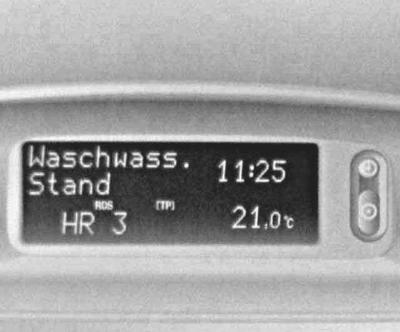 Waschwass. 11:25
Stand
RDS [TP]
HR 3 21,0°C